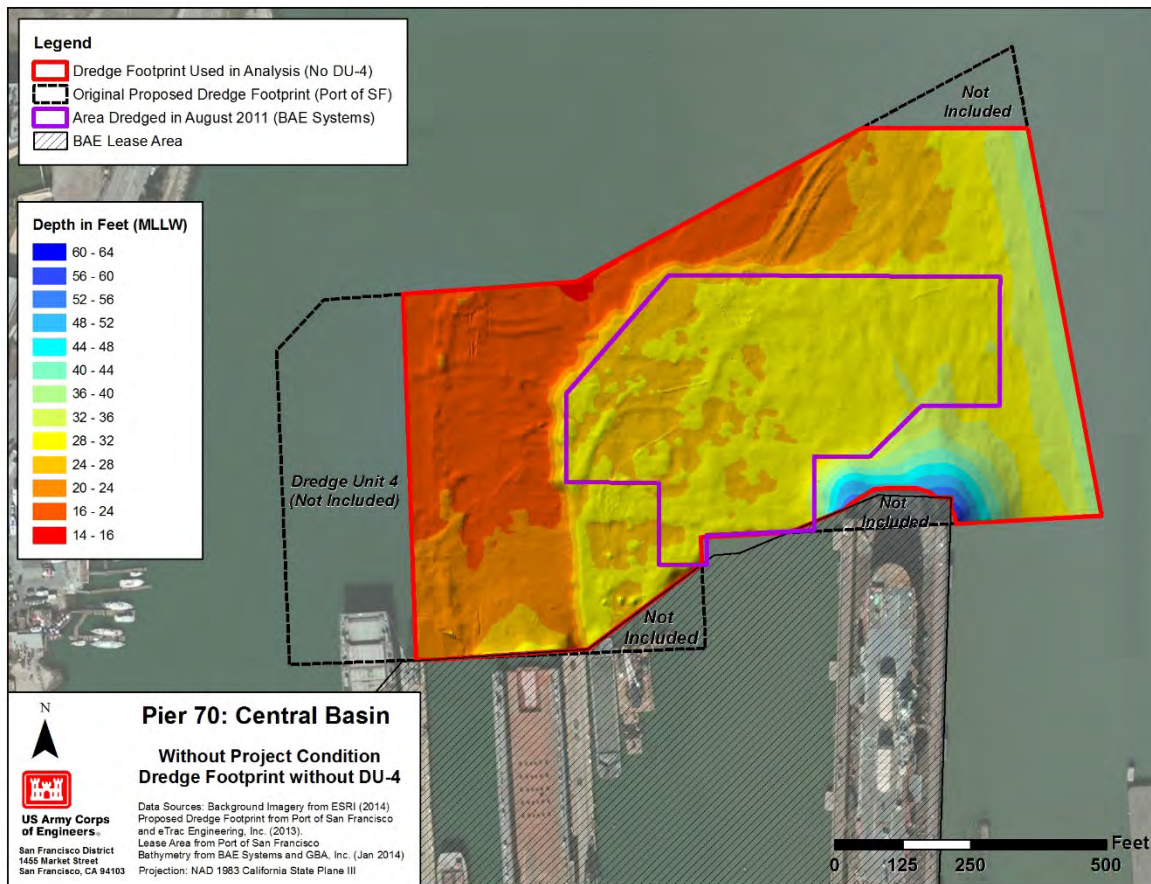 Legend
Dredge Footprint Used in Analysis (No DU-4)
Original Proposed Dredge Footprint (Port of SF)
Area Dredged in August 2011 (BAE Systems)
BAE Lease Area
Depth in Feet (MLLW)
60 - 64
56 - 60
52 - 56
48 - 52
44 - 48
40 - 44
36 - 40
32 - 36
28 - 32
24 - 28
20 - 24
16 - 24
14 - 16
Not
Included
Dredge Unit 4
(Not Included)
Not
Included
Not
Included
N
US Army Corps
of Engineers®
San Francisco District
1455 Market Street
San Francisco, CA 94103
Pier 70: Central Basin
Without Project Condition
Dredge Footprint without DU-4
Data Sources: Background Imagery from ESRI (2014)
Proposed Dredge Footprint from Port of San Francisco
and eTrac Engineering, Inc. (2013).
Lease Area from Port of San Francisco
Bathymetry from BAE Systems and GBA, Inc. (Jan 2014)
Projection: NAD 1983 California State Plane III
Feet
0 125 250 500